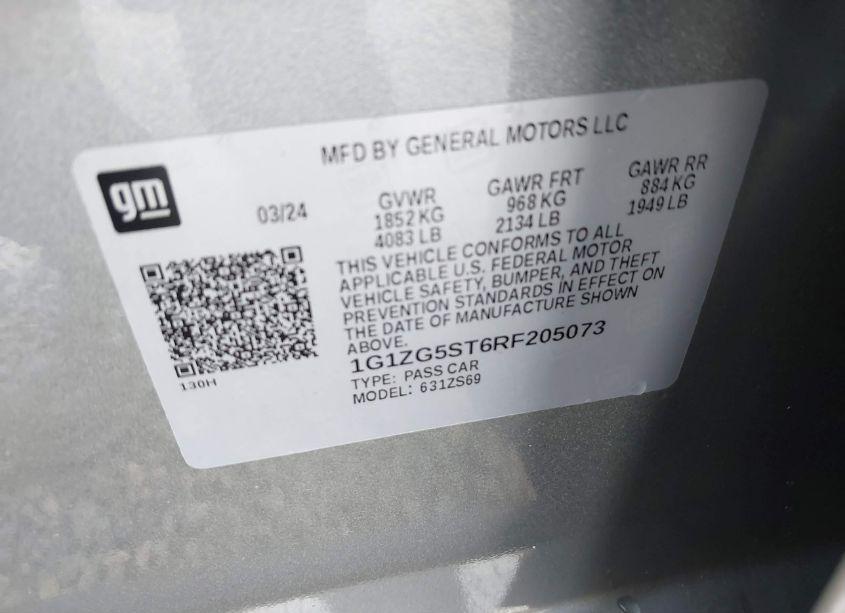 gm
MFD BY GENERAL MOTORS LLC
03/24
GVWR
1852 KG
4083 LB
GAWR FRT
968 KG
2134 LB
GAWR RR
884 KG
1949 LB
THIS VEHICLE CONFORMS TO ALL
APPLICABLE U.S. FEDERAL MOTOR
VEHICLE SAFETY, BUMPER, AND THEFT
PREVENTION STANDARDS IN EFFECT ON
THE DATE OF MANUFACTURE SHOWN
ABOVE.
1G1ZG5ST6RF205073
TYPE: PASS CAR
MODEL: 631ZS69
130H